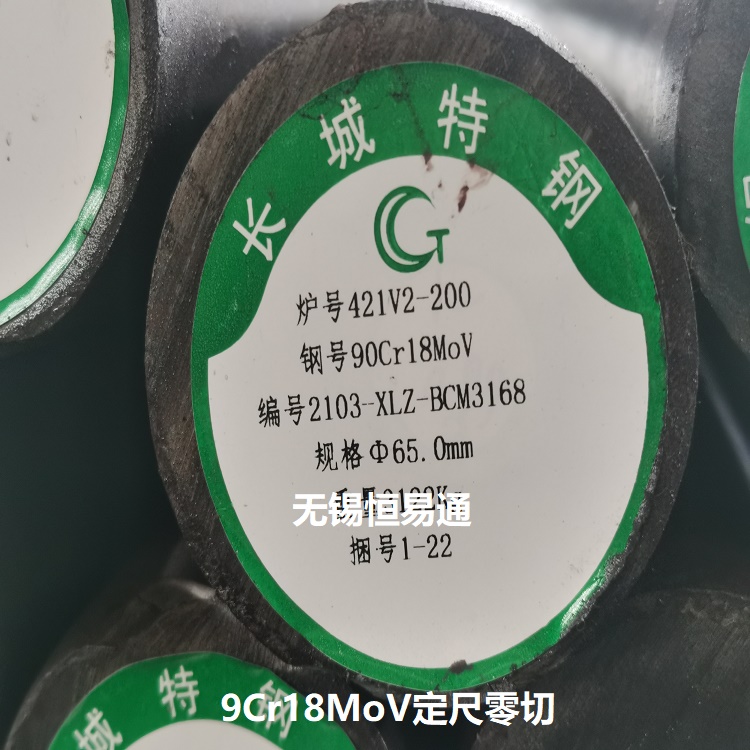 长城特钢
炉号421V2-200
钢号90Cr18MoV
编号2103-XLZ-BCM3168
规格Φ65.0mm
无锡恒易通
捆号1-22
城特钢
9Cr18MoV定尺零切